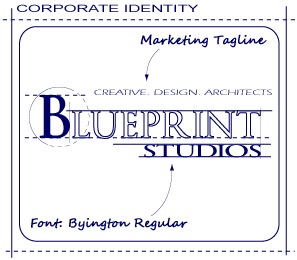 CORPORATE IDENTITY
Marketing Tagline
CREATIVE. DESIGN. ARCHITECTS
BLUEPRINT
STUDIOS
Font: Byington Regular